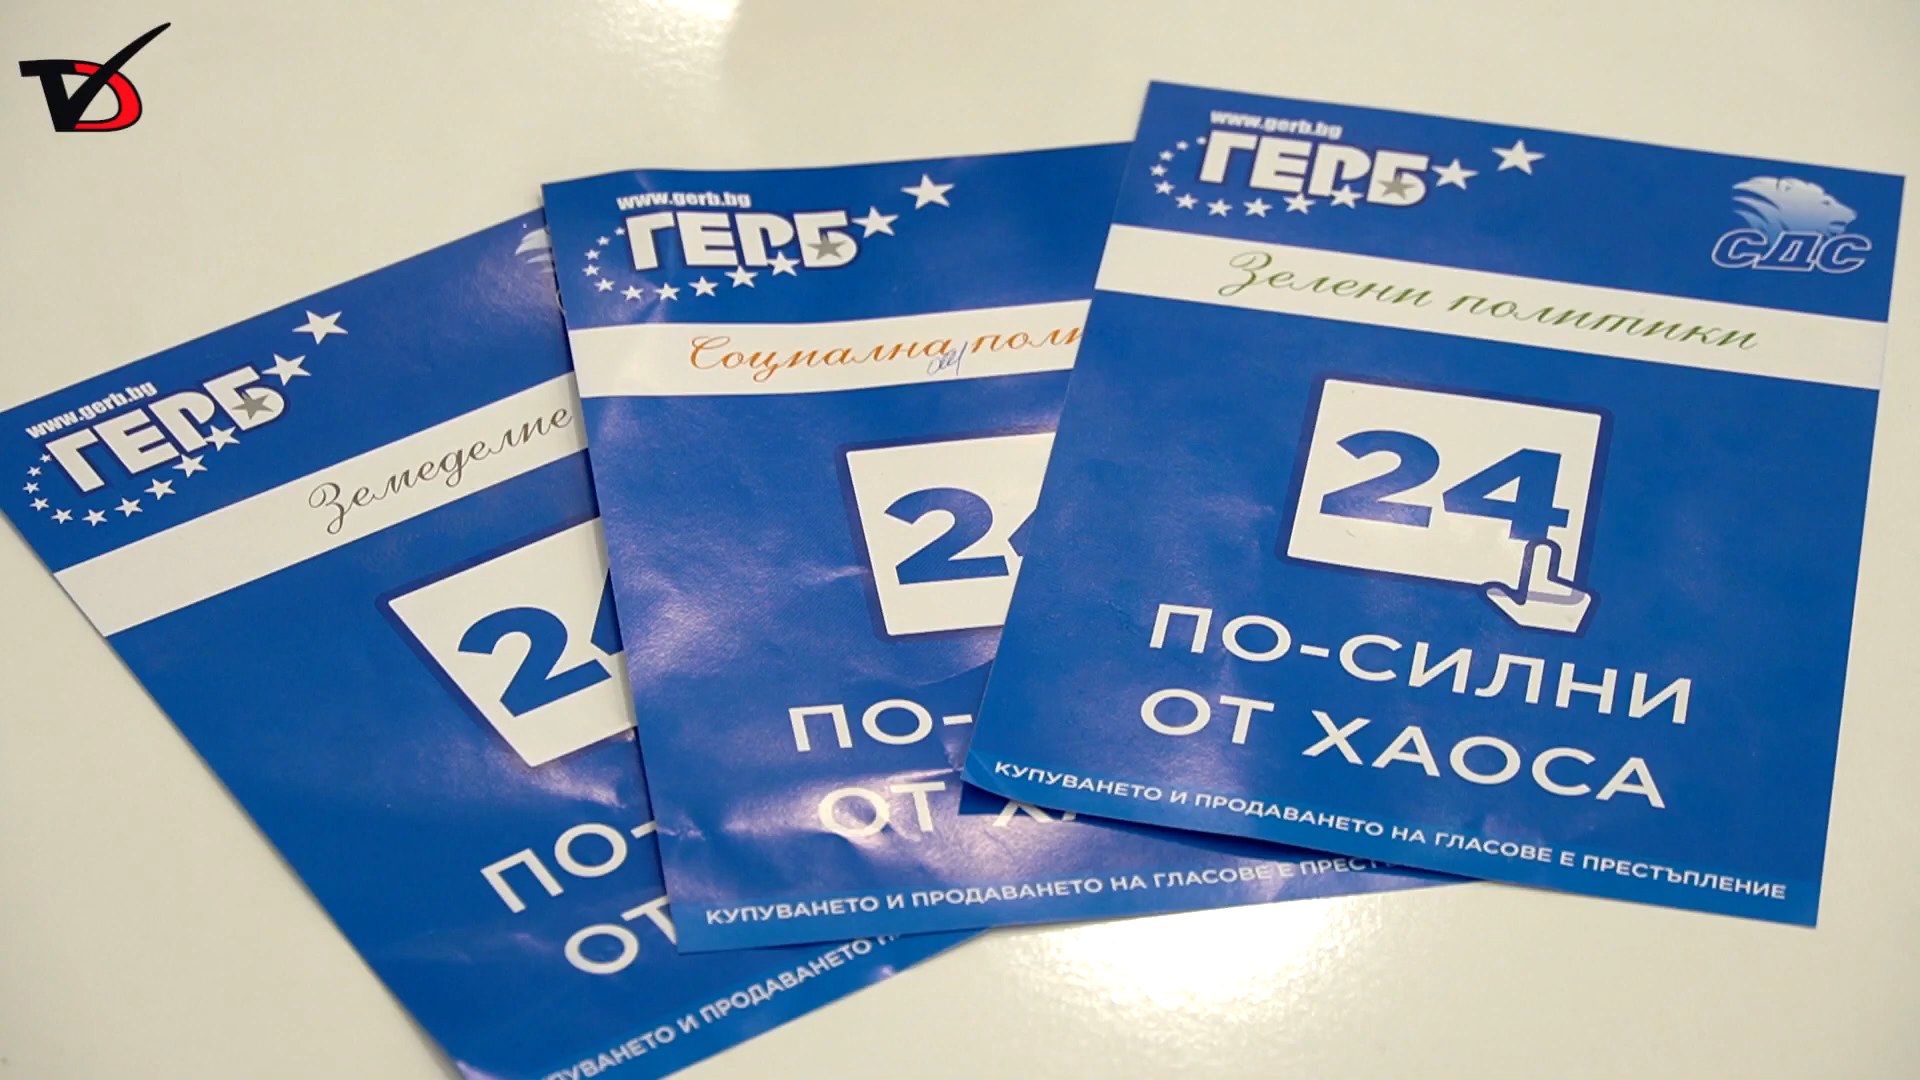 www.gerb.bg
ГЕРБ
Земеделие
ПО-
ОТ
КУПУВАНЕТО И ПРОДАВАНЕТО
www.gerb.bg
ГЕРБ
Социална
24
ПО-
ОТ
КУПУВАНЕТО И ПРОДАВАНЕТО НА ГЛАСОВЕ Е
www.gerb.bg
ГЕРБ
СДС
Зелени политики
24
ПО-СИЛНИ
ОТ ХАОСА
КУПУВАНЕТО И ПРОДАВАНЕТО НА ГЛАСОВЕ Е ПРЕСТЪПЛЕНИЕ